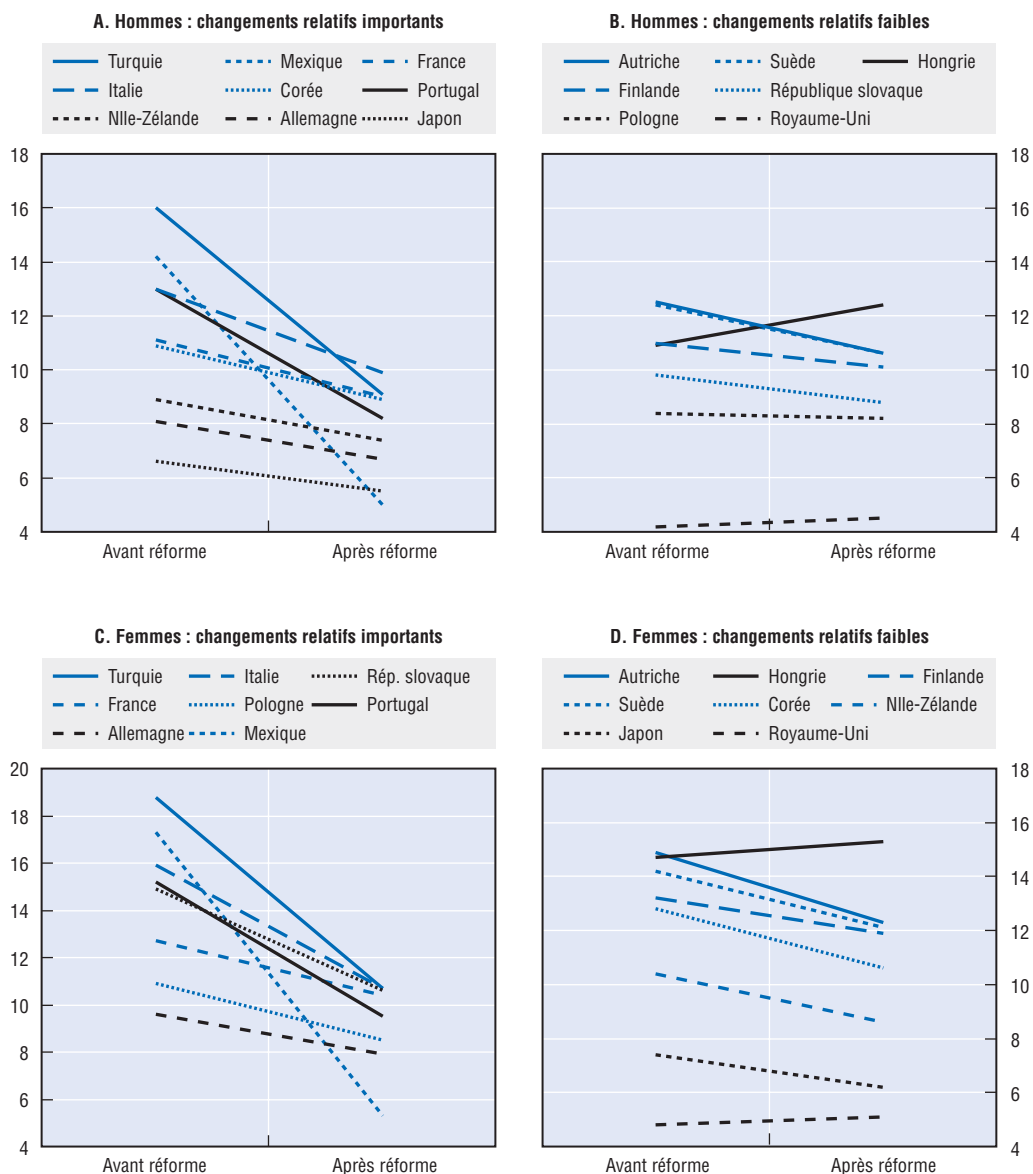 A. Hommes : changements relatifs importants
Turquie Mexique France
Italie Corée Portugal
Nlle-Zélande Allemagne Japon
18
16
14
12
10
8
6
4
Avant réforme Après réforme
B. Hommes : changements relatifs faibles
Autriche Suède Hongrie
Finlande République slovaque
Pologne Royaume-Uni
18
16
14
12
10
8
6
4
Avant réforme Après réforme
C. Femmes : changements relatifs importants
Turquie Italie Rép. slovaque
France Pologne Portugal
Allemagne Mexique
20
18
16
14
12
10
8
6
4
Avant réforme Après réforme
D. Femmes : changements relatifs faibles
Autriche Hongrie Finlande
Suède Corée Nlle-Zélande
Japon Royaume-Uni
18
16
14
12
10
8
6
4
Avant réforme Après réforme